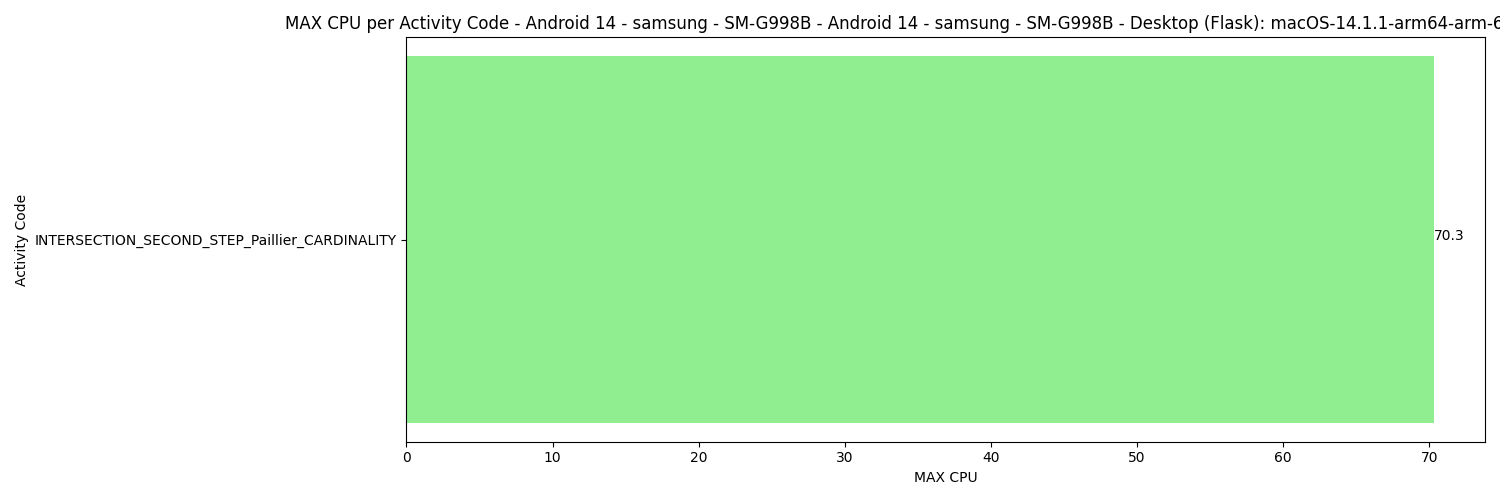 MAX CPU per Activity Code - Android 14 - samsung - SM-G998B - Android 14 - samsung - SM-G998B - Desktop (Flask): macOS-14.1.1-arm64-arm-6
Activity Code
INTERSECTION_SECOND_STEP_Paillier_CARDINALITY
70.3
0 10 20 30 40 50 60 70
MAX CPU